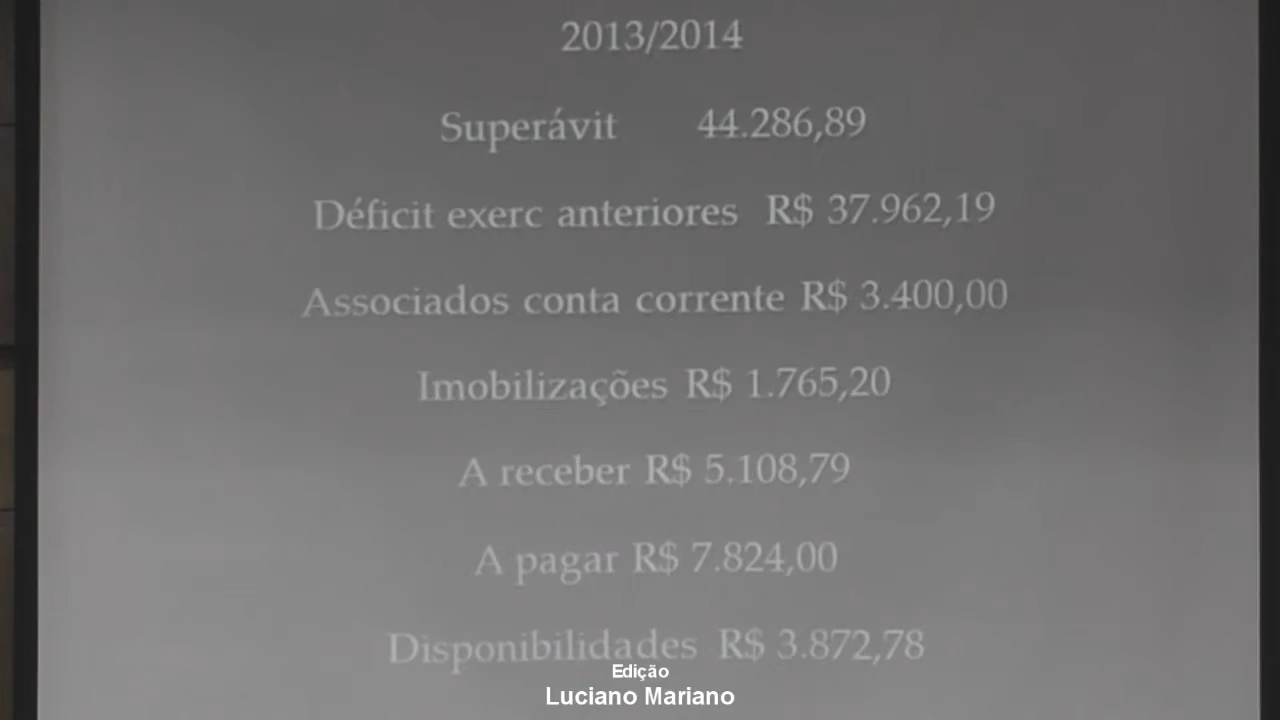 2013/2014
Superávit 44.286,89
Déficit exerc anteriores R$ 37.962,19
Associados conta corrente R$ 3.400,00
Imobilizações R$ 1.765,20
A receber R$ 5.108,79
A pagar R$ 7.824,00
Disponibilidades R$ 3.872,78
Edição
Luciano Mariano